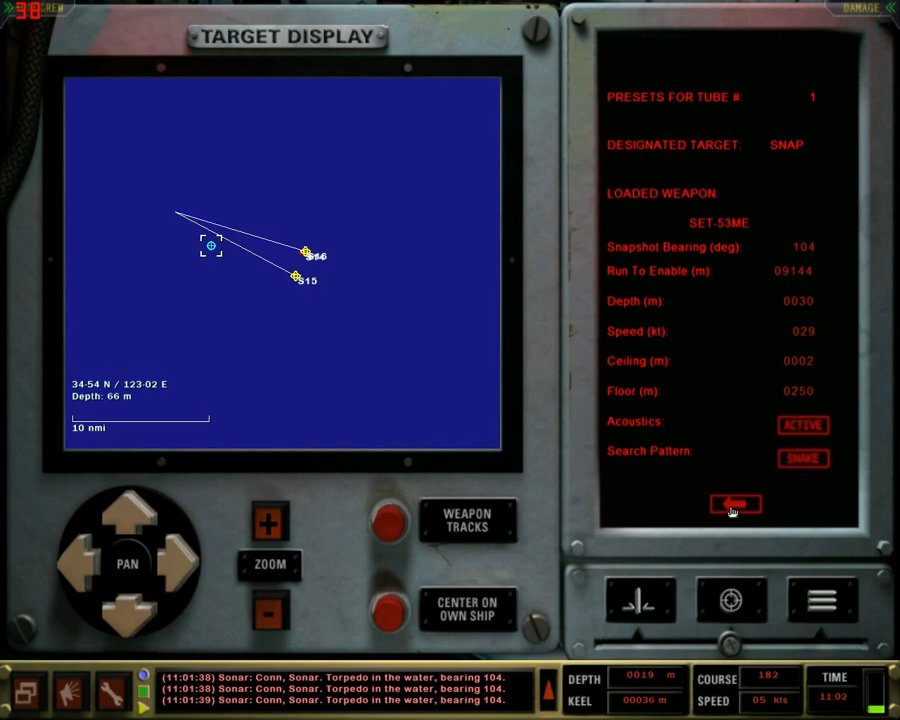 38
CREW
DAMAGE
TARGET DISPLAY
S15
34-54 N / 123-02 E
Depth: 66 m
10 nmi
PRESETS FOR TUBE # 1
DESIGNATED TARGET: SNAP
LOADED WEAPON:
SET-53ME
Snapshot Bearing (deg): 104
Run To Enable (m): 09144
Depth (m): 0030
Speed (kt): 029
Ceiling (m): 0002
Floor (m): 0250
Acoustics: ACTIVE
Search Pattern: SNAKE
PAN
+
ZOOM
-
WEAPON
TRACKS
CENTER ON
OWN SHIP
(11:01:38) Sonar: Conn, Sonar. Torpedo in the water, bearing 104.
(11:01:38) Sonar: Conn, Sonar. Torpedo in the water, bearing 104.
(11:01:39) Sonar: Conn, Sonar. Torpedo in the water, bearing 104.
DEPTH 0019 m
KEEL 00036 m
COURSE 182
SPEED 05 kts
TIME
11:02